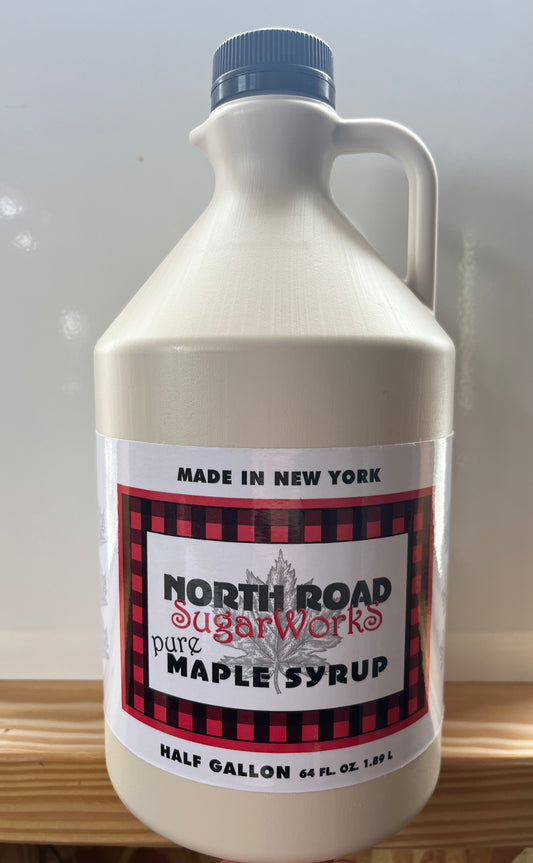 MADE IN NEW YORK
NORTH ROAD
SugarWorkS
pure
MAPLE SYRUP
HALF GALLON 64 FL. OZ. 1.89 L